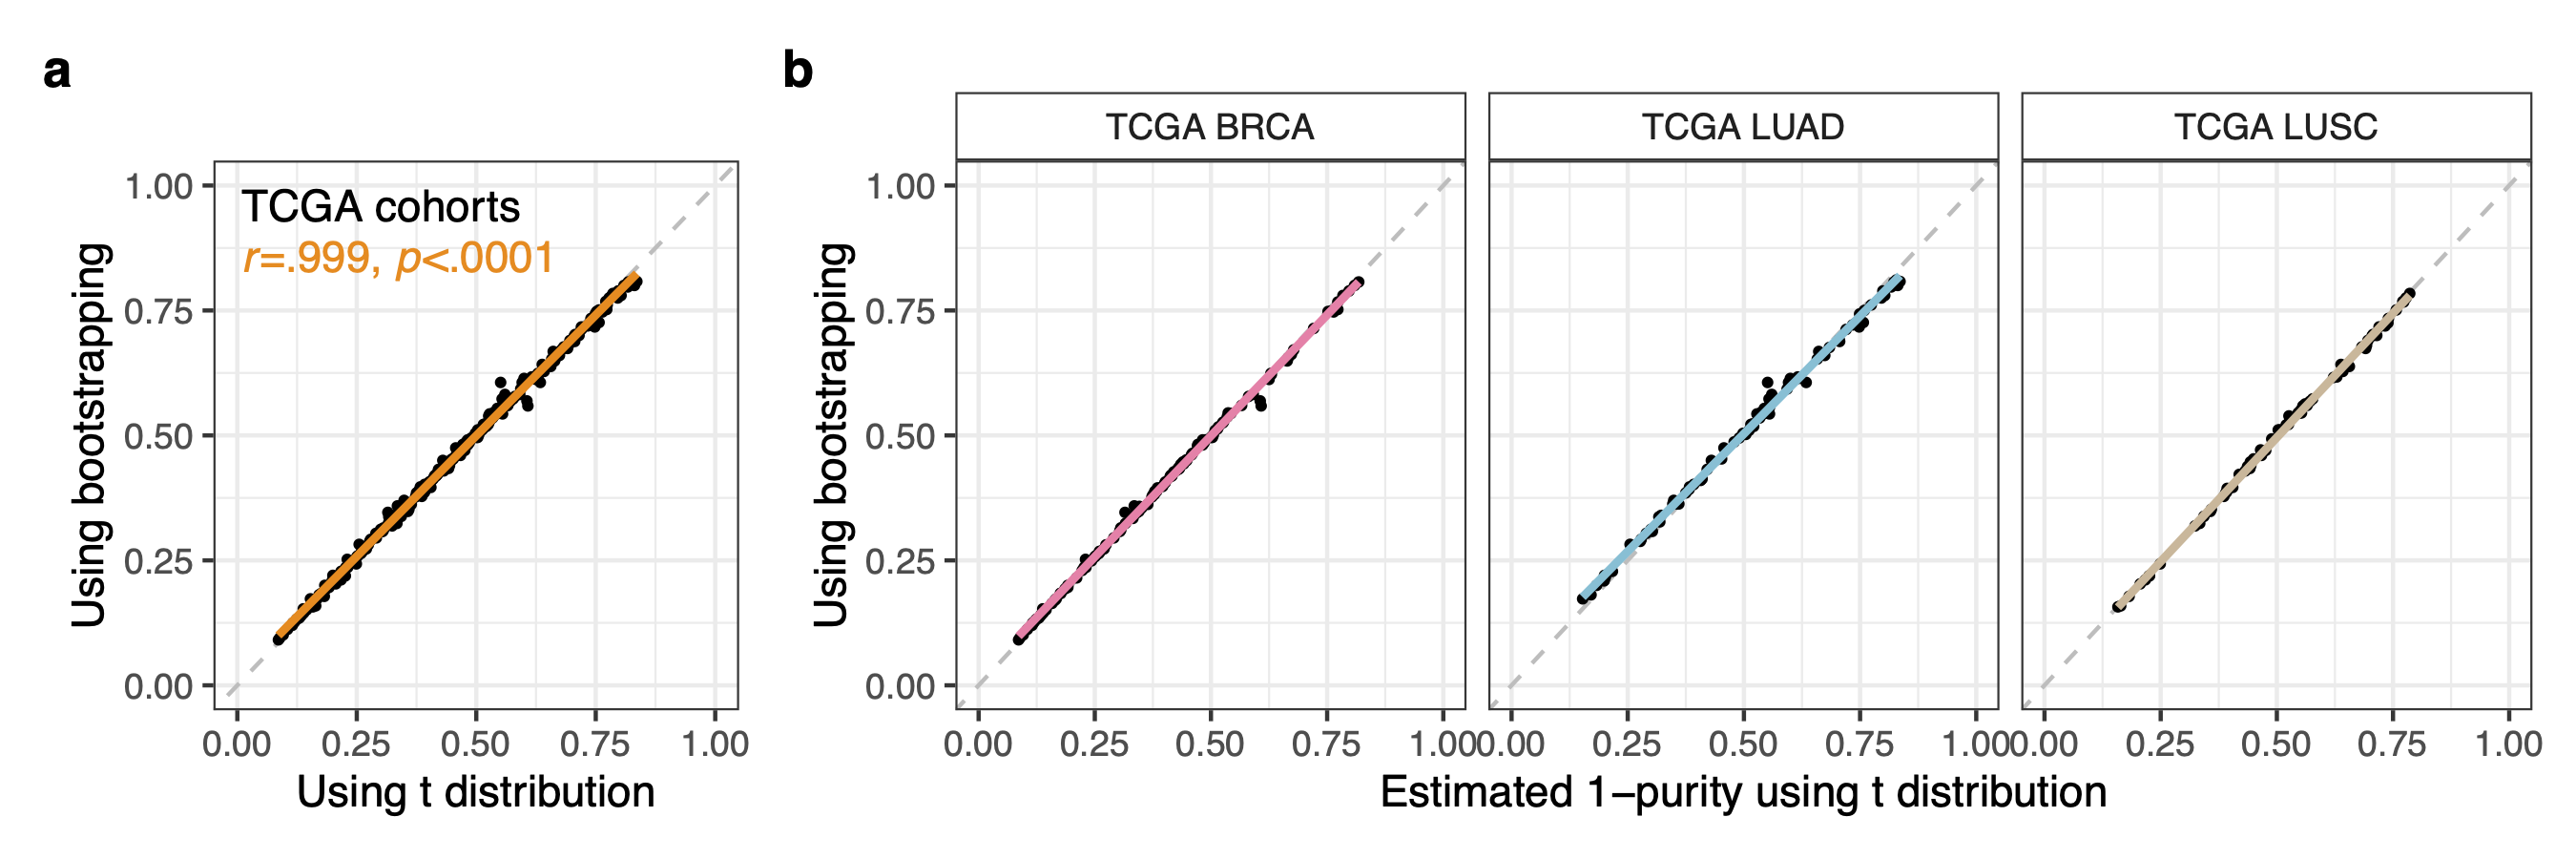 a
TCGA cohorts
r=.999, p<.0001
1.00
0.75
0.50
0.25
0.00
Using bootstrapping
0.00 0.25 0.50 0.75 1.00
Using t distribution
b
TCGA BRCA
TCGA LUAD
TCGA LUSC
1.00
0.75
0.50
0.25
0.00
Using bootstrapping
0.00 0.25 0.50 0.75 1.00
0.00 0.25 0.50 0.75 1.00
0.00 0.25 0.50 0.75 1.00
Estimated 1−purity using t distribution